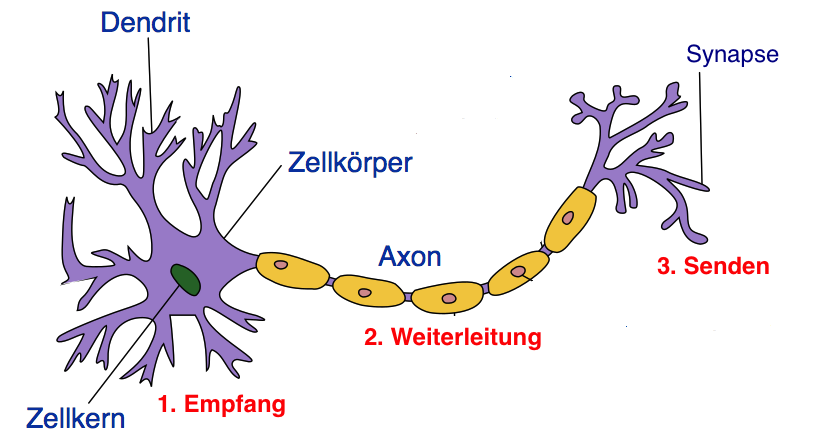 Dendrit
Synapse
Zellkörper
Axon
3. Senden
2. Weiterleitung
1. Empfang
Zellkern